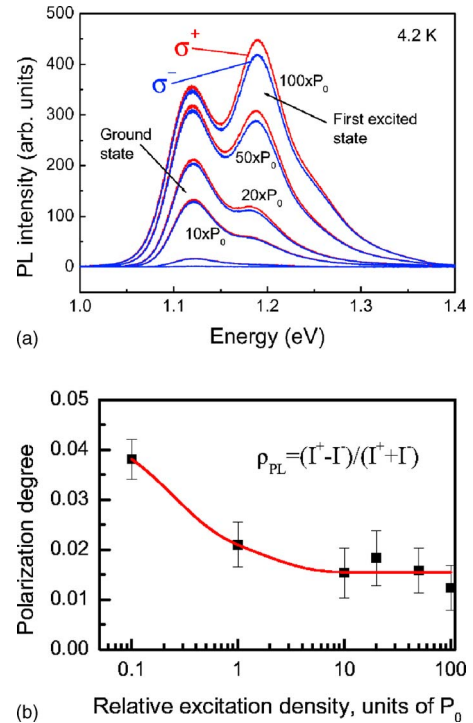 4.2 K
σ+
σ−
100xP0
First excited
state
Ground
state
50xP0
20xP0
10xP0
PL intensity (arb. units)
500
400
300
200
100
0
1.0 1.1 1.2 1.3 1.4
Energy (eV)
(a)
ρPL=(I+-I-)/(I++I-)
Polarization degree
0.05
0.04
0.03
0.02
0.01
0.00
0.1 1 10 100
Relative excitation density, units of P0
(b)